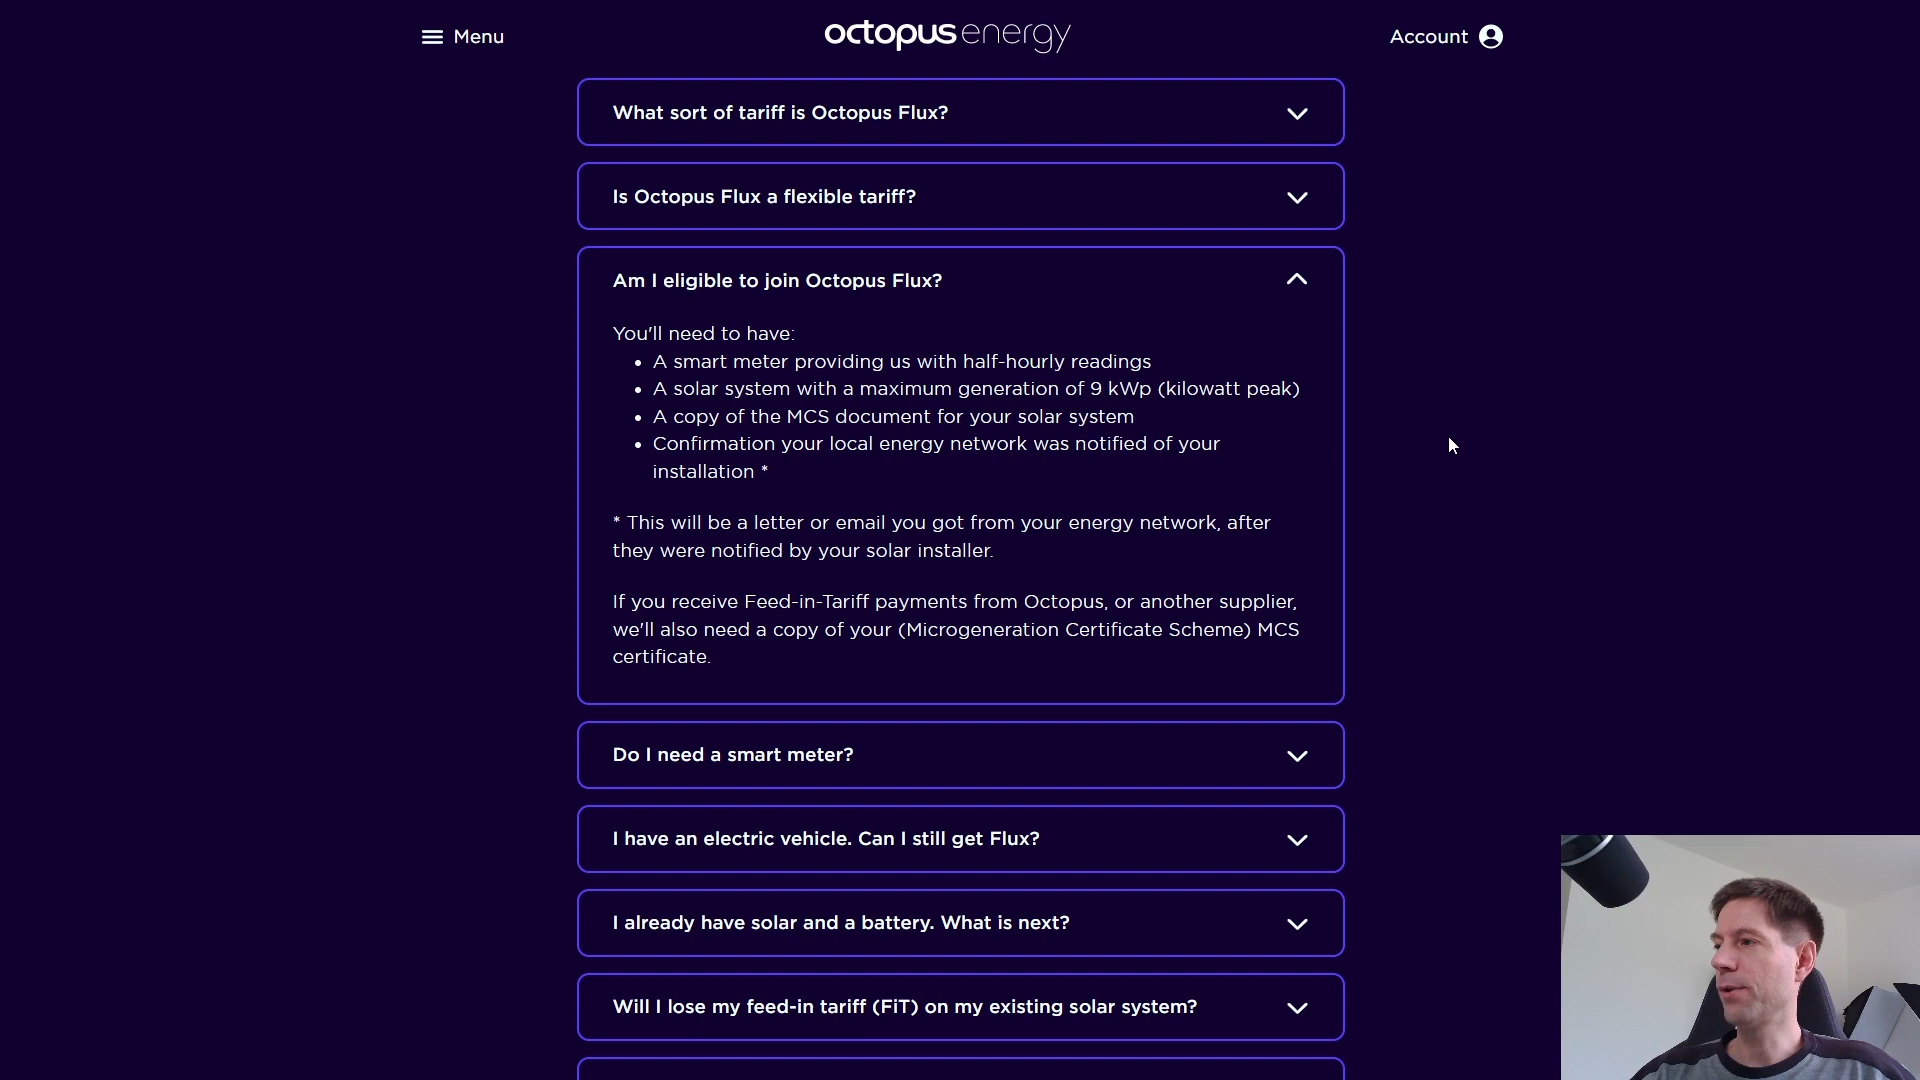 Menu
octopus energy
Account
What sort of tariff is Octopus Flux?
Is Octopus Flux a flexible tariff?
Am I eligible to join Octopus Flux?
You'll need to have:
• A smart meter providing us with half-hourly readings
• A solar system with a maximum generation of 9 kWp (kilowatt peak)
• A copy of the MCS document for your solar system
• Confirmation your local energy network was notified of your
installation *
* This will be a letter or email you got from your energy network, after
they were notified by your solar installer.
If you receive Feed-in-Tariff payments from Octopus, or another supplier,
we'll also need a copy of your (Microgeneration Certificate Scheme) MCS
certificate.
Do I need a smart meter?
I have an electric vehicle. Can I still get Flux?
I already have solar and a battery. What is next?
Will I lose my feed-in tariff (FiT) on my existing solar system?